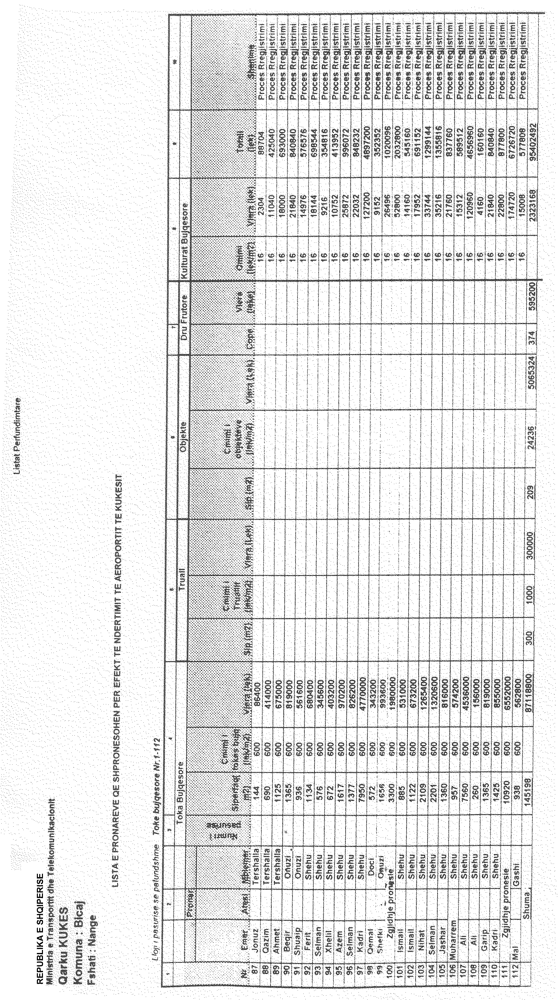 Listat Perfundimtare
REPUBLIKA E SHQIPERISE
Ministria e Transportit dhe Telekomunikacionit
Qarku KUKES
Komuna : Bicaj
Fshati : Nange
LISTA E PRONAREVE QE SHPRONESOHEN PER EFEKT TE NDERTIMIT TE AEROPORTIT TE KUKESIT
Lloji i pasurise se palundshme Toke bujqesore Nr.1-112
1 2 3 4 5 6 7 8 9 10
Pronar Toka Bujqesore Truall Objekte Dru Frutore Kulturat Bujqesore
Nr Emer Atesi Mbiemer Numri i pasurise Siperfaqe( m2) Cmimi i tokes bujq (lek/m2) Vlera (lek) Sip (m2) Cmimi i Truallit (lek/m2) Vlera (Lek) Sip (m2) Cmimi i objekteve (lek/m2) Vlera (Lek) Cope Vlera (leke) Qmimi (lek/m2) Vlera (lek) Totali (lek) Shenime
87 Jonuz Tershalla 144 600 86400 16 2304 88704 Proces Rregjistrimi
88 Qazim Tershalla 690 600 414000 16 11040 425040 Proces Rregjistrimi
89 Ahmet Tershalla 1125 600 675000 16 18000 693000 Proces Rregjistrimi
90 Beqir Onuzi 1365 600 819000 16 21840 840840 Proces Rregjistrimi
91 Shuaip Onuzi 936 600 561600 16 14976 576576 Proces Rregjistrimi
92 Ferit Shehu 1134 600 680400 16 18144 698544 Proces Rregjistrimi
93 Selman Shehu 576 600 345600 16 9216 354816 Proces Rregjistrimi
94 Xhelil Shehu 672 600 403200 16 10752 413952 Proces Rregjistrimi
95 Azem Shehu 1617 600 970200 16 25872 996072 Proces Rregjistrimi
96 Selman Shehu 1377 600 826200 16 22032 848232 Proces Rregjistrimi
97 Kadri Shehu 7950 600 4770000 16 127200 4897200 Proces Rregjistrimi
98 Qemal Doci 572 600 343200 16 9152 352352 Proces Rregjistrimi
99 Shefki Onuzi 1656 600 993600 16 26496 1020096 Proces Rregjistrimi
100 Zgjidhje pronesie 3300 600 1980000 16 52800 2032800 Proces Rregjistrimi
101 Ismail Shehu 885 600 531000 16 14160 545160 Proces Rregjistrimi
102 Ismail Shehu 1122 600 673200 16 17952 691152 Proces Rregjistrimi
103 Nihat Shehu 2109 600 1265400 16 33744 1299144 Proces Rregjistrimi
104 Selman Shehu 2201 600 1320600 16 35216 1355816 Proces Rregjistrimi
105 Jashar Shehu 1360 600 816000 16 21760 837760 Proces Rregjistrimi
106 Muharrem Shehu 957 600 574200 16 15312 589512 Proces Rregjistrimi
107 Ali Shehu 7560 600 4536000 16 120960 4656960 Proces Rregjistrimi
108 Ali Shehu 260 600 156000 16 4160 160160 Proces Rregjistrimi
109 Garip Shehu 1365 600 819000 16 21840 840840 Proces Rregjistrimi
110 Kadri Shehu 1425 600 855000 16 22800 877800 Proces Rregjistrimi
111 Zgjidhje pronesie 10920 600 6552000 16 174720 6726720 Proces Rregjistrimi
112 Mal Gashi 938 600 562800 16 15008 577808 Proces Rregjistrimi
Shuma 145198 87118800 300 1000 300000 209 24236 5065324 374 595200 2323168 95402492